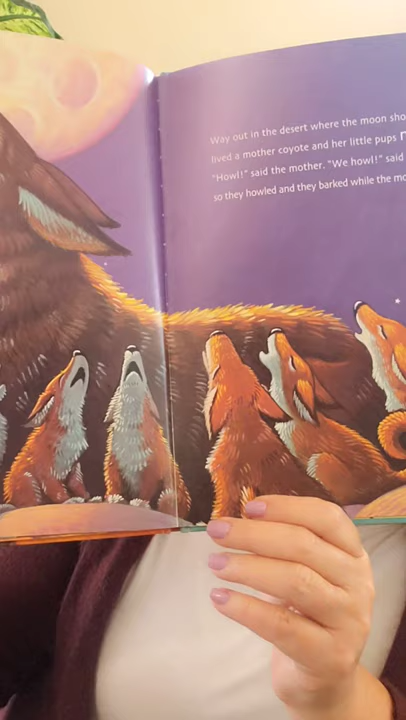 Way out in the desert where the moon sho
lived a mother coyote and her little pups
"Howl!" said the mother. "We howl!" said
so they howled and they barked while the mo